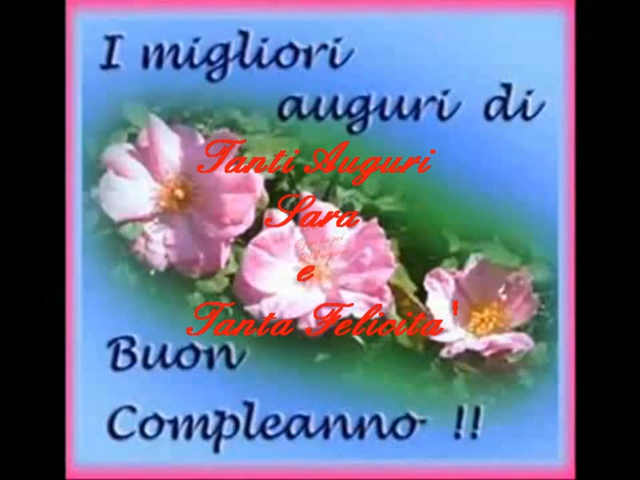 I migliori
auguri di
Tanti Auguri
Sara
e
Tanta Felicita'
Buon
Compleanno !!